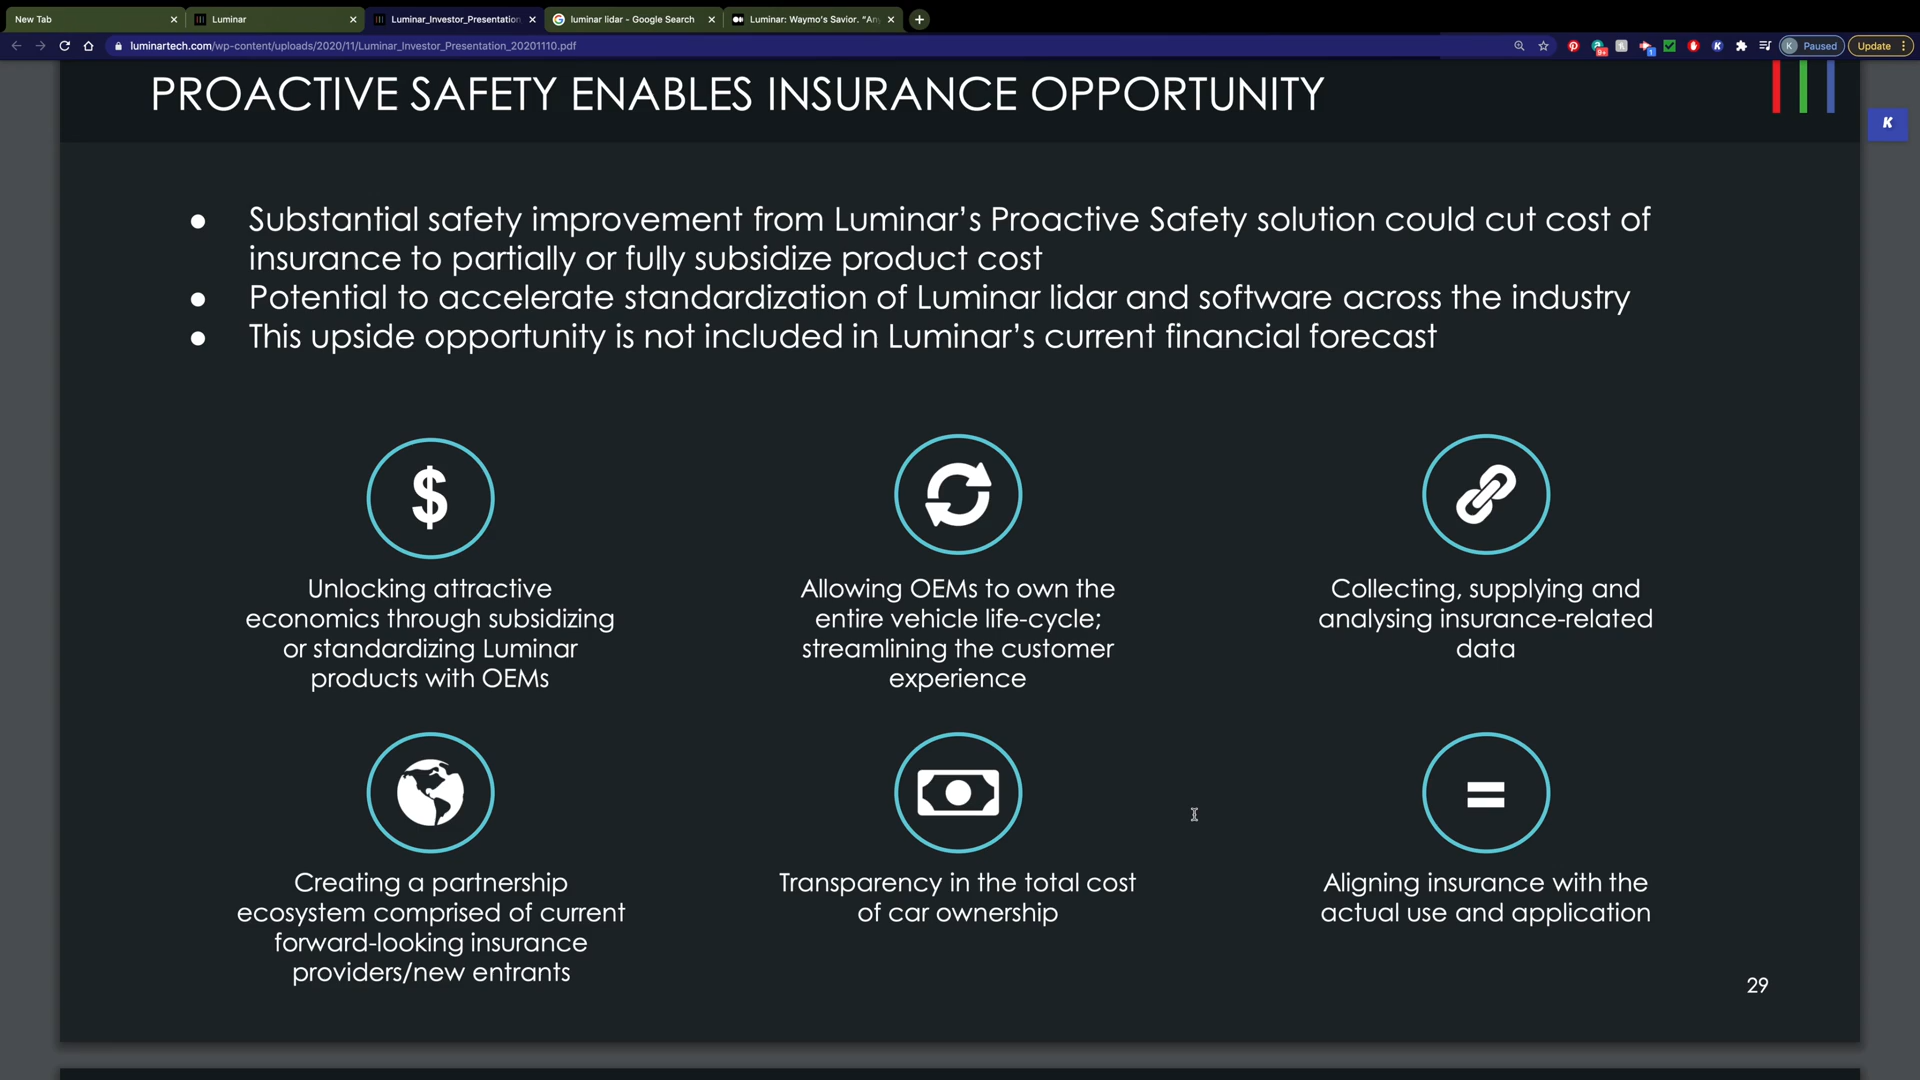 New Tab
Luminar
Luminar_Investor_Presentation
luminar lidar - Google Search
Luminar: Waymo's Savior. "An
luminartech.com/wp-content/uploads/2020/11/Luminar_Investor_Presentation_20201110.pdf
9+
1
K
K Paused
Update
PROACTIVE SAFETY ENABLES INSURANCE OPPORTUNITY
K
● Substantial safety improvement from Luminar's Proactive Safety solution could cut cost of
insurance to partially or fully subsidize product cost
● Potential to accelerate standardization of Luminar lidar and software across the industry
● This upside opportunity is not included in Luminar's current financial forecast
$
Unlocking attractive
economics through subsidizing
or standardizing Luminar
products with OEMs
Allowing OEMs to own the
entire vehicle life-cycle;
streamlining the customer
experience
Collecting, supplying and
analysing insurance-related
data
=
Creating a partnership
ecosystem comprised of current
forward-looking insurance
providers/new entrants
Transparency in the total cost
of car ownership
Aligning insurance with the
actual use and application
29